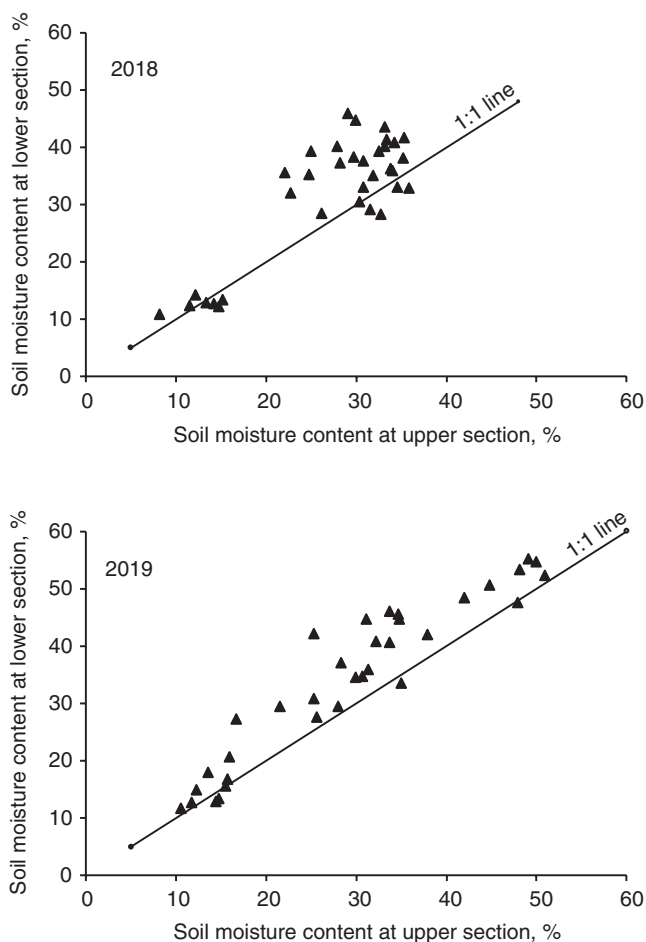 60
50
40
30
20
10
0
2018
1:1 line
0 10 20 30 40 50 60
Soil moisture content at upper section, %
Soil moisture content at lower section, %
60
50
40
30
20
10
0
2019
1:1 line
0 10 20 30 40 50 60
Soil moisture content at upper section, %
Soil moisture content at lower section, %